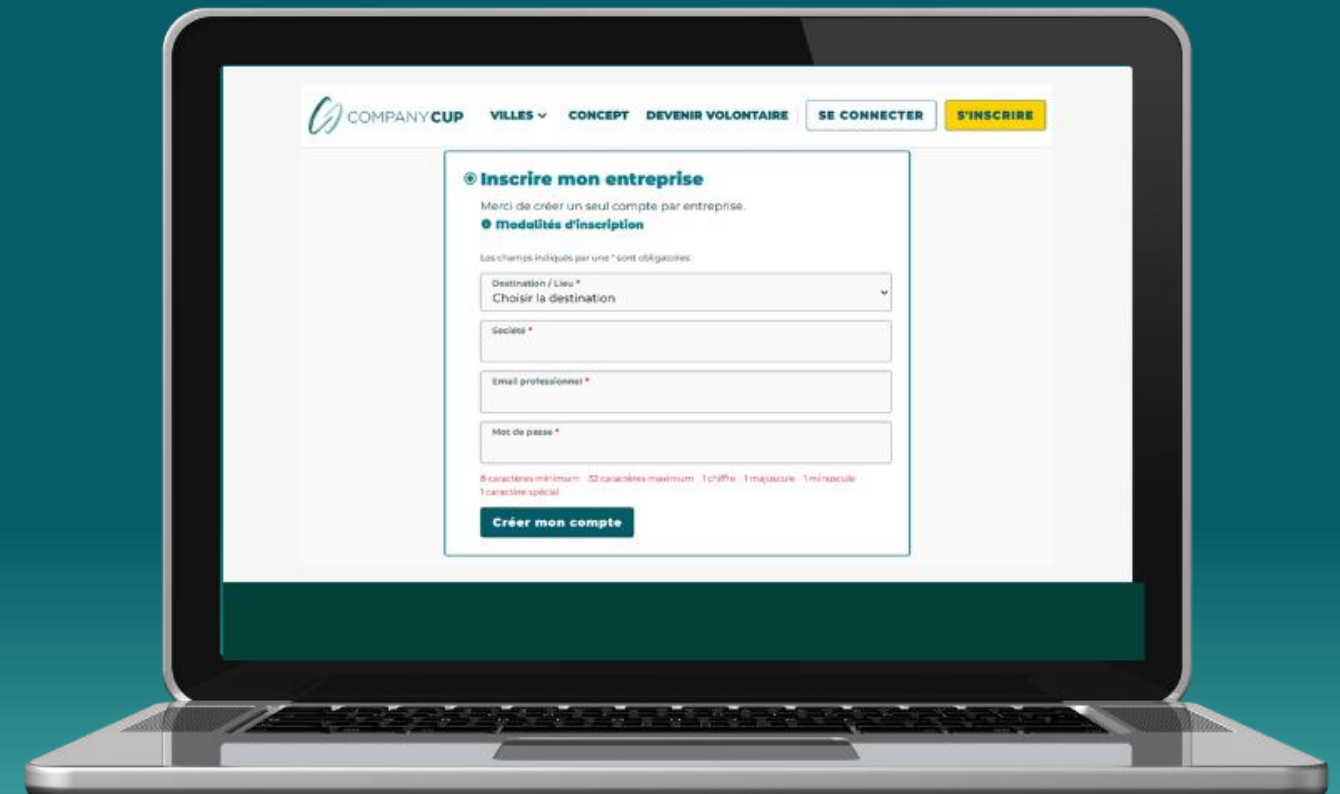 COMPANYCUP VILLES CONCEPT DEVENIR VOLONTAIRE SE CONNECTER S'INSCRIRE
Inscrire mon entreprise
Merci de créer un seul compte par entreprise.
Modalités d'inscription
Les champs indiqués par une * sont obligatoires.
Destination / Lieu *
Choisir la destination
Société *
Email professionnel *
Mot de passe *
8 caractères minimum 32 caractères maximum 1 chiffre 1 majuscule 1 minuscule
1 caractère spécial
Créer mon compte